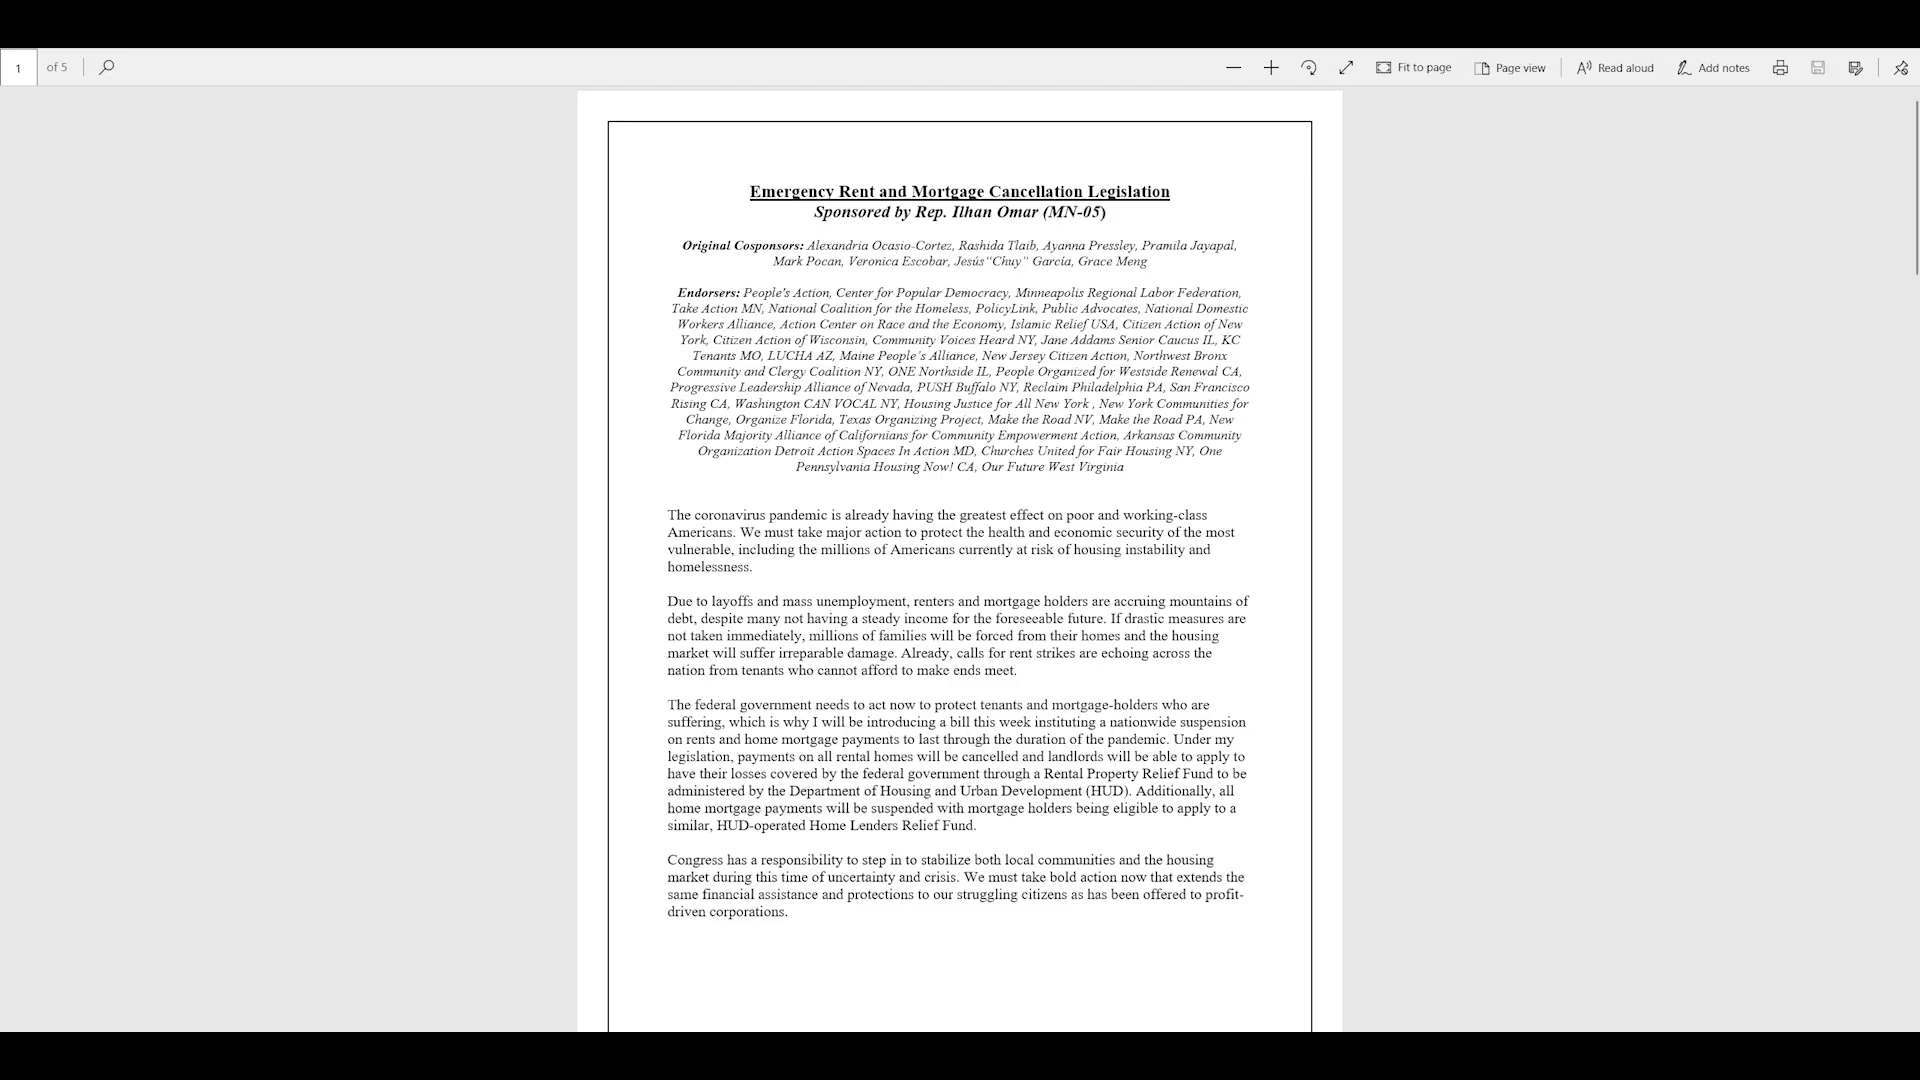 1 of 5 Fit to page Page view Read aloud Add notes
Emergency Rent and Mortgage Cancellation Legislation
Sponsored by Rep. Ilhan Omar (MN-05)
Original Cosponsors: Alexandria Ocasio-Cortez, Rashida Tlaib, Ayanna Pressley, Pramila Jayapal,
Mark Pocan, Veronica Escobar, Jesús "Chuy" García, Grace Meng
Endorsers: People's Action, Center for Popular Democracy, Minneapolis Regional Labor Federation,
Take Action MN, National Coalition for the Homeless, PolicyLink, Public Advocates, National Domestic
Workers Alliance, Action Center on Race and the Economy, Islamic Relief USA, Citizen Action of New
York, Citizen Action of Wisconsin, Community Voices Heard NY, Jane Addams Senior Caucus IL, KC
Tenants MO, LUCHA AZ, Maine People's Alliance, New Jersey Citizen Action, Northwest Bronx
Community and Clergy Coalition NY, ONE Northside IL, People Organized for Westside Renewal CA,
Progressive Leadership Alliance of Nevada, PUSH Buffalo NY, Reclaim Philadelphia PA, San Francisco
Rising CA, Washington CAN VOCAL NY, Housing Justice for All New York , New York Communities for
Change, Organize Florida, Texas Organizing Project, Make the Road NV, Make the Road PA, New
Florida Majority Alliance of Californians for Community Empowerment Action, Arkansas Community
Organization Detroit Action Spaces In Action MD, Churches United for Fair Housing NY, One
Pennsylvania Housing Now! CA, Our Future West Virginia
The coronavirus pandemic is already having the greatest effect on poor and working-class
Americans. We must take major action to protect the health and economic security of the most
vulnerable, including the millions of Americans currently at risk of housing instability and
homelessness.
Due to layoffs and mass unemployment, renters and mortgage holders are accruing mountains of
debt, despite many not having a steady income for the foreseeable future. If drastic measures are
not taken immediately, millions of families will be forced from their homes and the housing
market will suffer irreparable damage. Already, calls for rent strikes are echoing across the
nation from tenants who cannot afford to make ends meet.
The federal government needs to act now to protect tenants and mortgage-holders who are
suffering, which is why I will be introducing a bill this week instituting a nationwide suspension
on rents and home mortgage payments to last through the duration of the pandemic. Under my
legislation, payments on all rental homes will be cancelled and landlords will be able to apply to
have their losses covered by the federal government through a Rental Property Relief Fund to be
administered by the Department of Housing and Urban Development (HUD). Additionally, all
home mortgage payments will be suspended with mortgage holders being eligible to apply to a
similar, HUD-operated Home Lenders Relief Fund.
Congress has a responsibility to step in to stabilize both local communities and the housing
market during this time of uncertainty and crisis. We must take bold action now that extends the
same financial assistance and protections to our struggling citizens as has been offered to profit-
driven corporations.